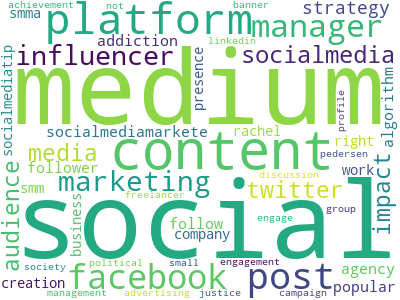 achievement not banner
smma platform strategy
linkedin manager
addiction
influencer presence socialmedia
socialmediatip medium algorithm
socialmediamarkete rachel profile
media content right
follower pedersen
audience smm marketing discussion work impact
freelancer twitter
business social engage group
follow
company
facebook post agency
society political small engagement
creation popular
management advertising justice campaign